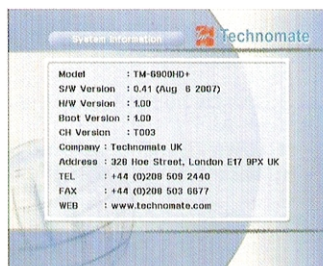 System Information
Technomate
Model : TM-6900HD+
S/W Version : 0.41 (Aug 8 2007)
H/W Version : 1.00
Boot Version : 1.00
CH Version : T003
Company : Technomate UK
Address : 328 Hoe Street, London E17 9PX UK
TEL : +44 (0)208 509 2440
FAX : +44 (0)208 503 6677
WEB : www.technomate.com